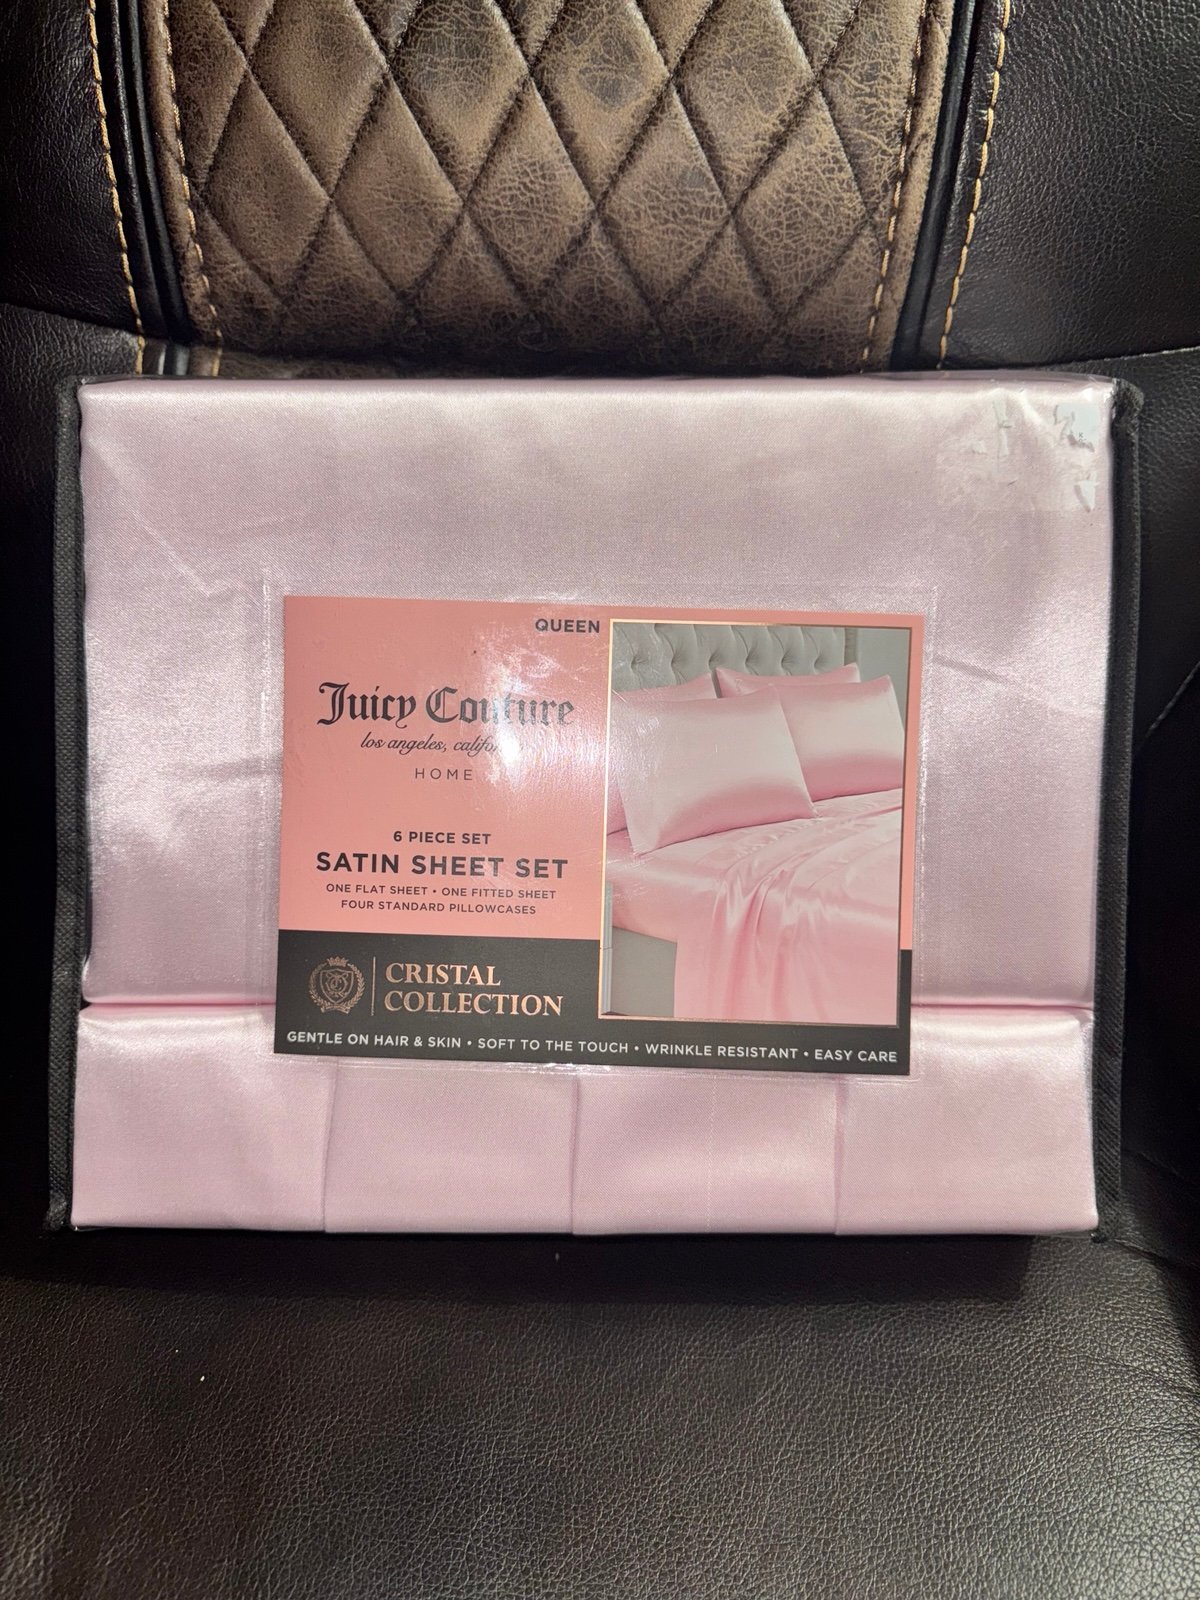 QUEEN
Juicy Couture
los angeles, california
HOME
6 PIECE SET
SATIN SHEET SET
ONE FLAT SHEET • ONE FITTED SHEET
FOUR STANDARD PILLOWCASES
CRISTAL
COLLECTION
GENTLE ON HAIR & SKIN • SOFT TO THE TOUCH • WRINKLE RESISTANT • EASY CARE